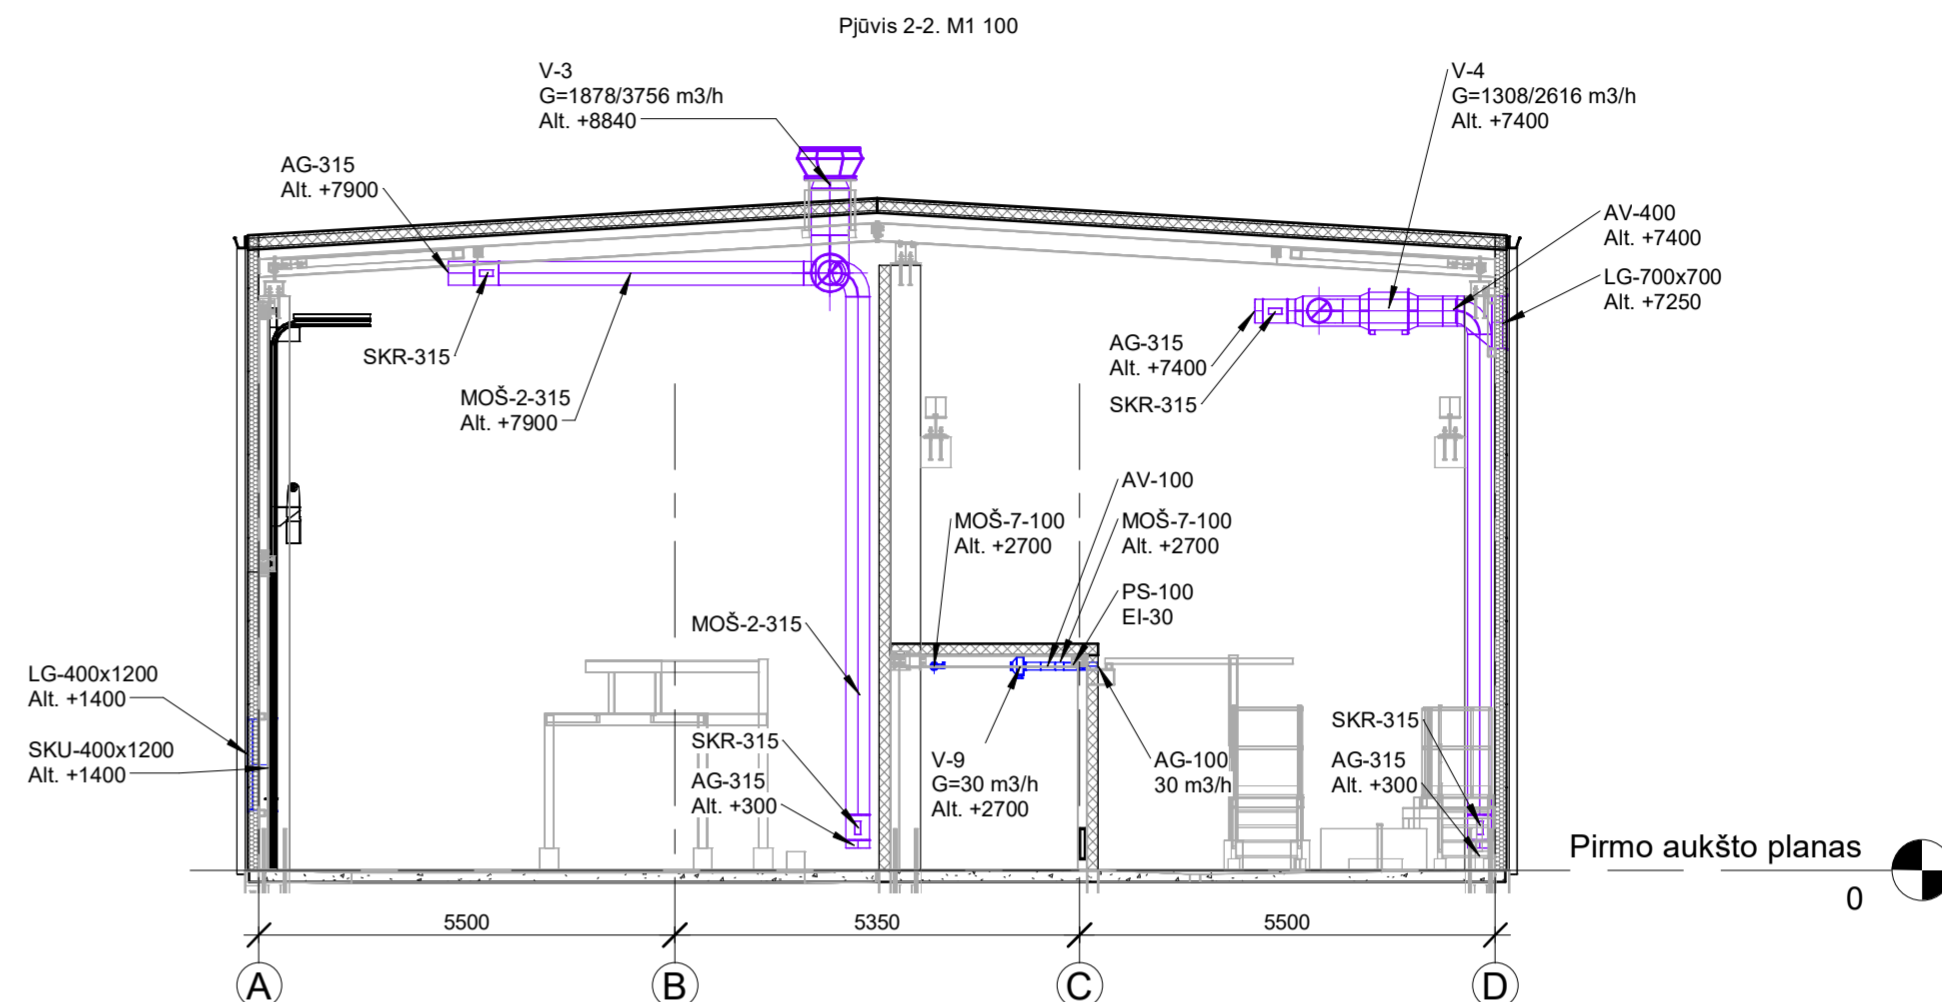 Pjūvis 2-2. M1 100
V-3
G=1878/3756 m3/h
Alt. +8840
V-4
G=1308/2616 m3/h
Alt. +7400
AG-315
Alt. +7900
AV-400
Alt. +7400
LG-700x700
Alt. +7250
SKR-315
MOŠ-2-315
Alt. +7900
AG-315
Alt. +7400
SKR-315
AV-100
MOŠ-7-100
Alt. +2700
MOŠ-7-100
Alt. +2700
PS-100
EI-30
MOŠ-2-315
LG-400x1200
Alt. +1400
SKU-400x1200
Alt. +1400
SKR-315
AG-315
Alt. +300
V-9
G=30 m3/h
Alt. +2700
AG-100
30 m3/h
SKR-315
AG-315
Alt. +300
Pirmo aukšto planas
0
5500
5350
5500
A
B
C
D